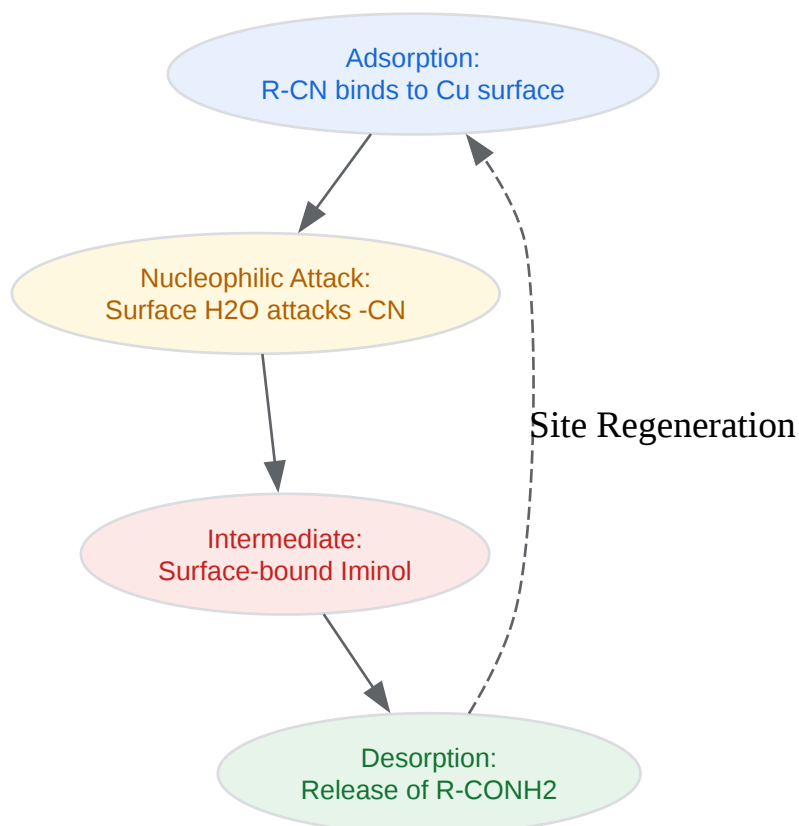 Adsorption:
R-CN binds to Cu surface
Nucleophilic Attack:
Surface H2O attacks -CN
Site Regeneration
Intermediate:
Surface-bound Iminol
Desorption:
Release of R-CONH2